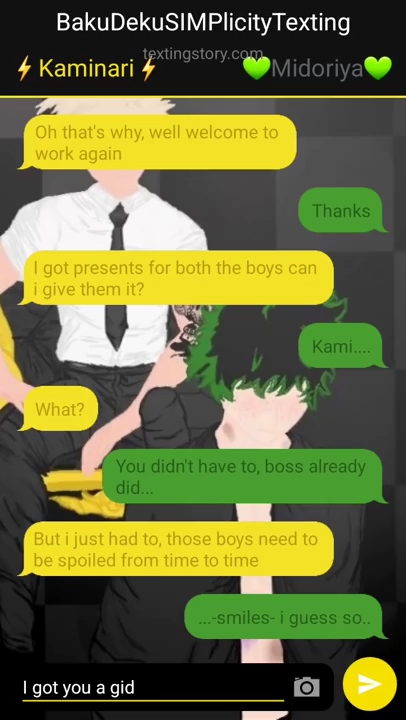 BakuDekuSIMPlicityTexting
textingstory.com
⚡Kaminari⚡ 💚Midoriya💚
Oh that's why, well welcome to
work again
Thanks
I got presents for both the boys can
i give them it?
Kami....
What?
You didn't have to, boss already
did...
But i just had to, those boys need to
be spoiled from time to time
...-smiles- i guess so..
I got you a gid